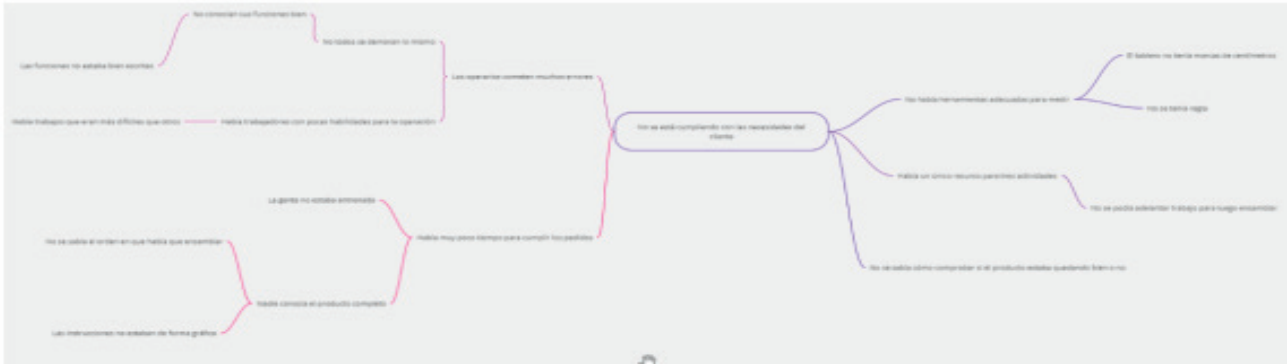 No conocían sus funciones bien
No todos se demoran lo mismo
Las funciones no estaba bien escritas
Los operarios cometen muchos errores
Había trabajos que eran más difíciles que otros
Había trabajadores con pocas habilidades para la operación
No se está cumpliendo con las necesidades del
cliente
La gente no estaba entrenada
No se sabía el orden en que había que ensamblar
Había muy poco tiempo para cumplir los pedidos
Nadie conocía el producto completo
Las instrucciones no estaban de forma gráfica
El tablero no tenía marcas de centímetros
No había herramientas adecuadas para medir
No se tenía regla
Había un único recurso para tres actividades
No se podía adelantar trabajo para luego ensamblar
No se sabía cómo comprobar si el producto estaba quedando bien o no